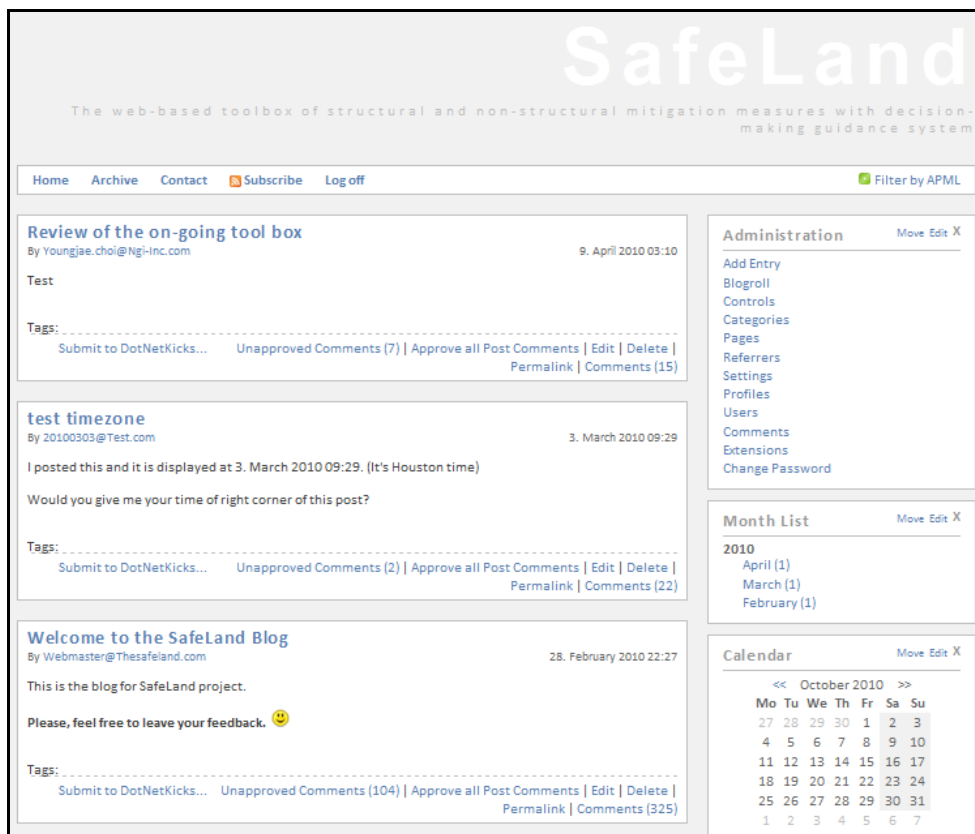 SafeLand
The web-based toolbox of structural and non-structural mitigation measures with decision-
making guidance system
Home Archive Contact Subscribe Log off Filter by APML
Review of the on-going tool box
By Youngjae.choi@Ngi-Inc.com 9. April 2010 03:10
Test
Tags:
Submit to DotNetKicks... Unapproved Comments (7) | Approve all Post Comments | Edit | Delete |
Permalink | Comments (15)
test timezone
By 20100303@Test.com 3. March 2010 09:29
I posted this and it is displayed at 3. March 2010 09:29. (It's Houston time)
Would you give me your time of right corner of this post?
Tags:
Submit to DotNetKicks... Unapproved Comments (2) | Approve all Post Comments | Edit | Delete |
Permalink | Comments (22)
Welcome to the SafeLand Blog
By Webmaster@Thesafeland.com 28. February 2010 22:27
This is the blog for SafeLand project.
Please, feel free to leave your feedback.
Tags:
Submit to DotNetKicks... Unapproved Comments (104) | Approve all Post Comments | Edit | Delete |
Permalink | Comments (325)
Administration Move Edit X
Add Entry
Blogroll
Controls
Categories
Pages
Referrers
Settings
Profiles
Users
Comments
Extensions
Change Password
Month List Move Edit X
2010
April (1)
March (1)
February (1)
Calendar Move Edit X
<< October 2010 >>
Mo Tu We Th Fr Sa Su
27 28 29 30 1 2 3
4 5 6 7 8 9 10
11 12 13 14 15 16 17
18 19 20 21 22 23 24
25 26 27 28 29 30 31
1 2 3 4 5 6 7